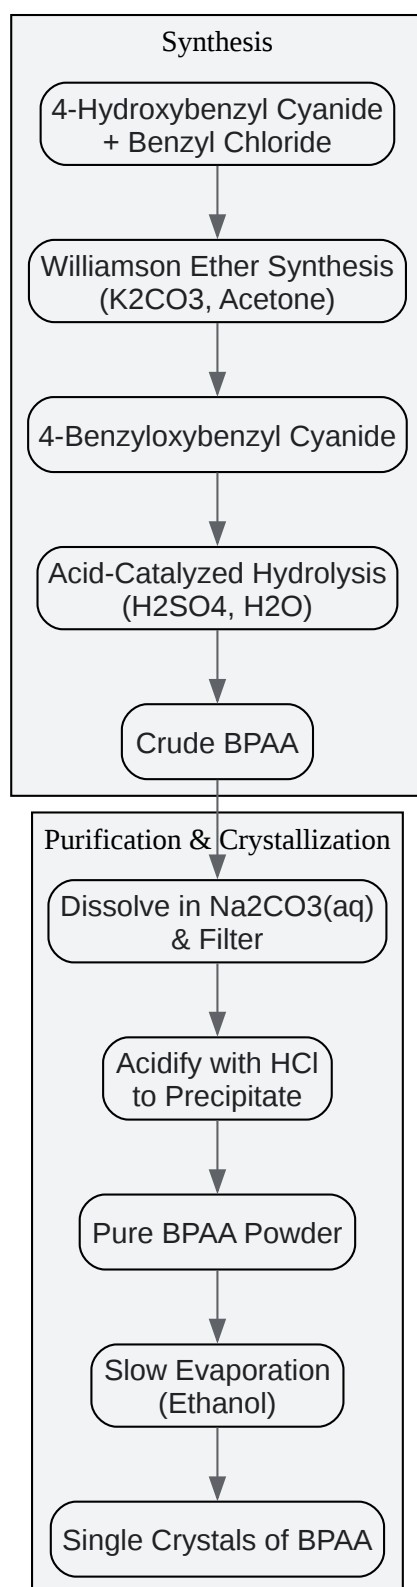 Synthesis
4-Hydroxybenzyl Cyanide
+ Benzyl Chloride
Williamson Ether Synthesis
(K2CO3, Acetone)
4-Benzyloxybenzyl Cyanide
Acid-Catalyzed Hydrolysis
(H2SO4, H2O)
Crude BPAA
Purification & Crystallization
Dissolve in Na2CO3(aq)
& Filter
Acidify with HCl
to Precipitate
Pure BPAA Powder
Slow Evaporation
(Ethanol)
Single Crystals of BPAA